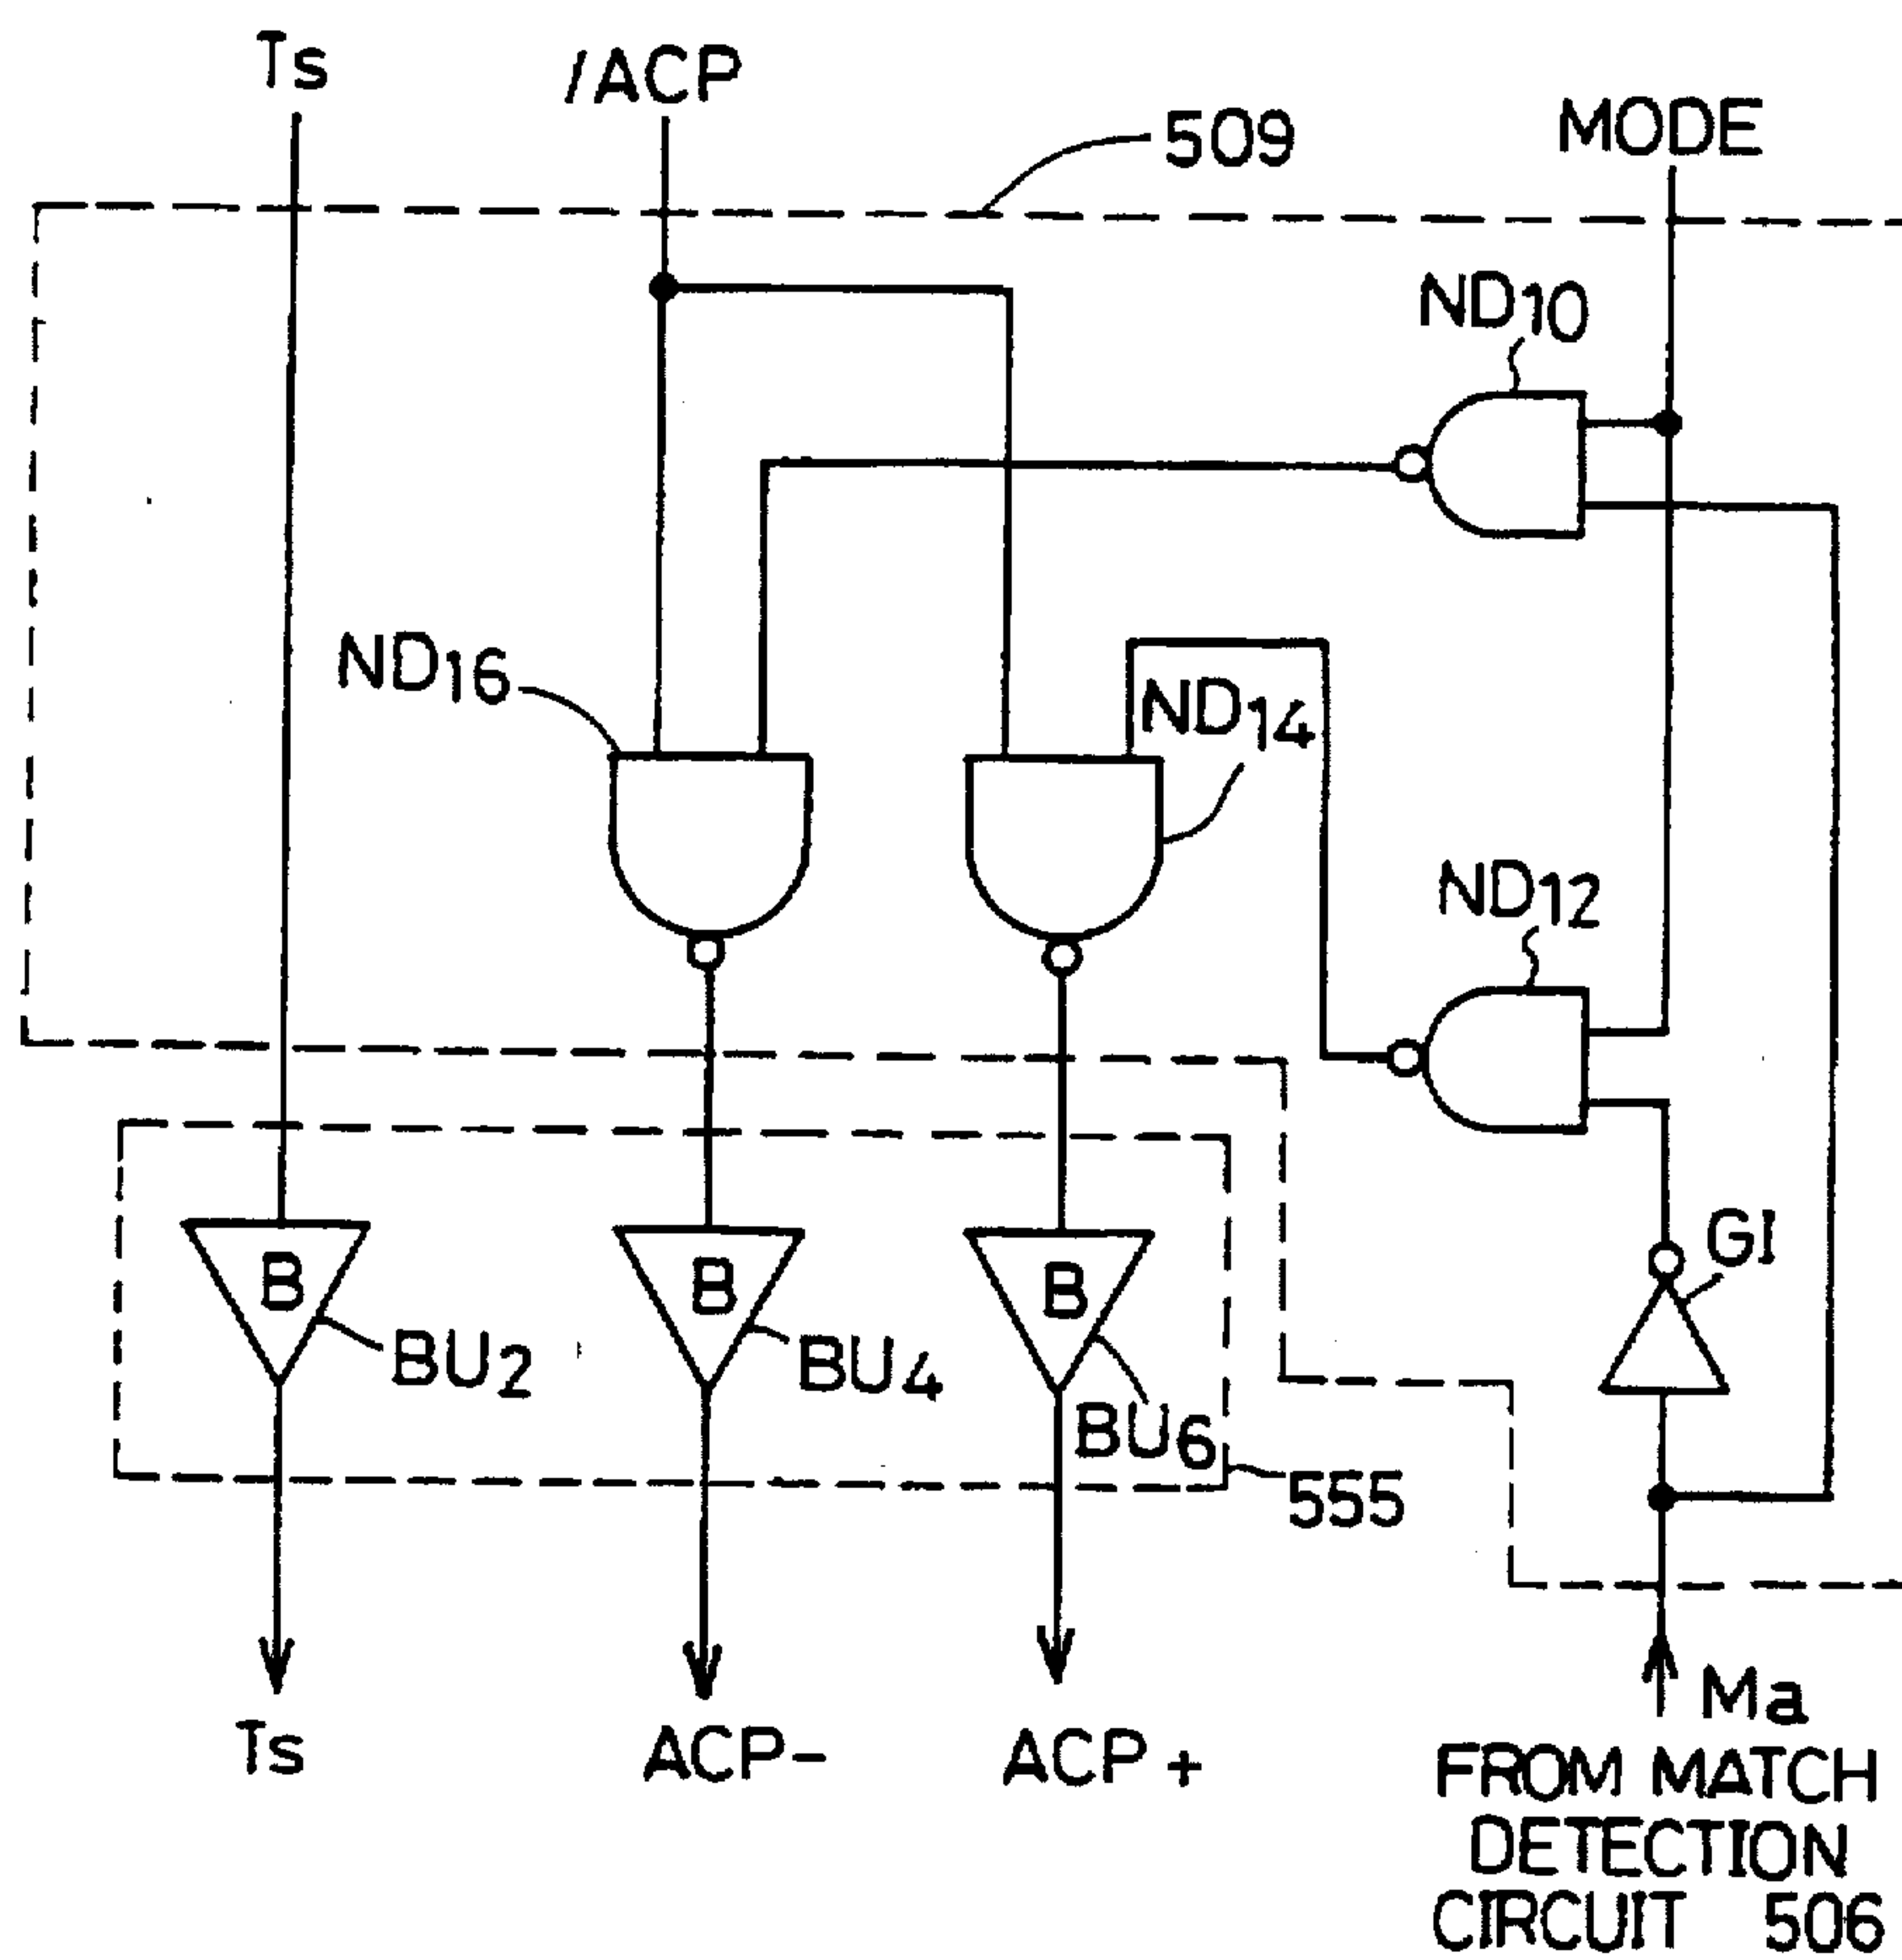 Ts
/ACP
509
MODE
ND10
ND16
ND14
ND12
GI
B
B
B
BU2
BU4
BU6
555
Ts
ACP-
ACP+
Ma
FROM MATCH
DETECTION
CIRCUIT 506